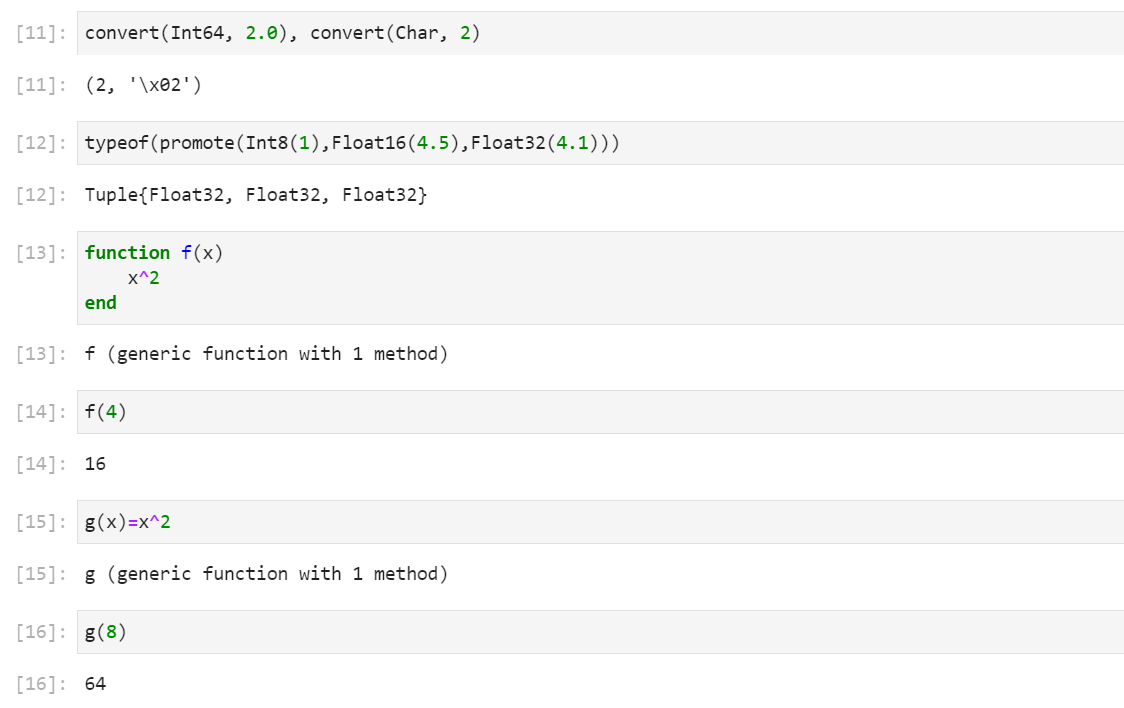 [11]: convert(Int64, 2.0), convert(Char, 2)
[11]: (2, '\x02')
[12]: typeof(promote(Int8(1),Float16(4.5),Float32(4.1)))
[12]: Tuple{Float32, Float32, Float32}
[13]: function f(x)
x^2
end
[13]: f (generic function with 1 method)
[14]: f(4)
[14]: 16
[15]: g(x)=x^2
[15]: g (generic function with 1 method)
[16]: g(8)
[16]: 64